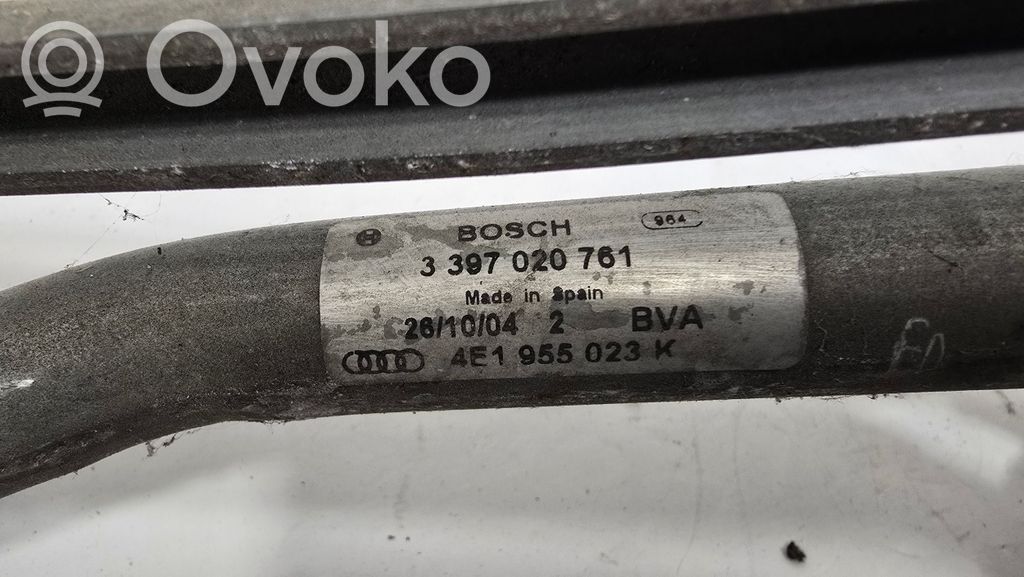 Ovoko
BOSCH 964
3 397 020 761
Made in Spain
26/10/04 2 BVA
4E1 955 023 K